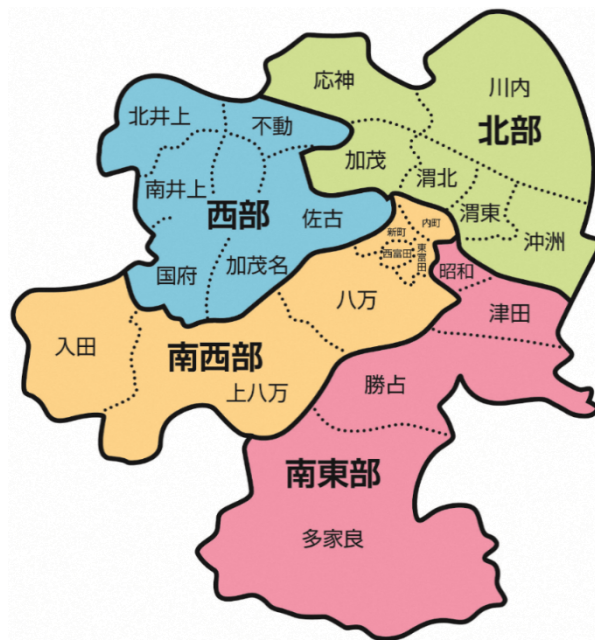 応神
川内
北部
加茂
渭北
渭東
沖洲
北井上
不動
南井上
西部
佐古
国府
加茂名
新町
内町
西富田
東富田
昭和
津田
八万
入田
南西部
上八万
勝占
南東部
多家良